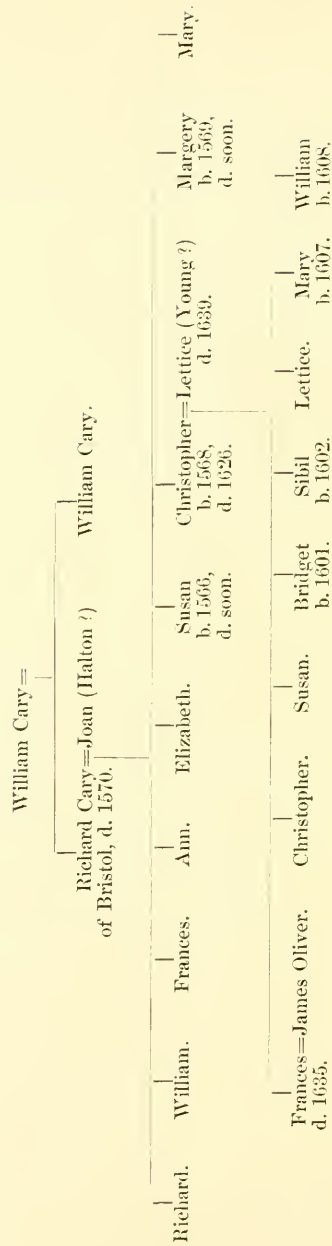 William Cary=
Richard Cary=Joan (Halton ?)
of Bristol, d. 1570.
William Cary.
Richard.
William.
Frances.
Ann.
Elizabeth.
Susan
b. 1566,
d. soon.
Christopher=Lettice (Young ?)
b. 1568,
d. 1626.
d. 1639.
Margery
b. 1569,
d. soon.
Mary.
Frances=James Oliver.
d. 1635.
Christopher.
Susan.
Bridget
b. 1601.
Sibil
b. 1602.
Lettice.
Mary
b. 1607.
William
b. 1608.